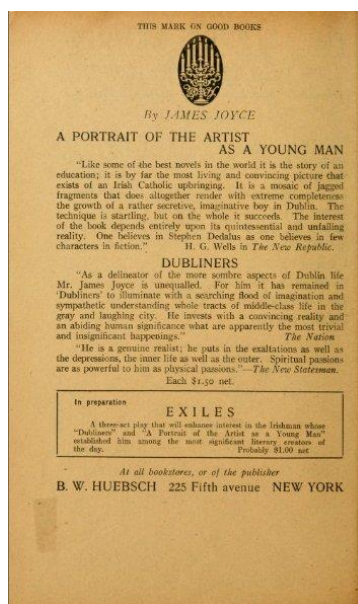 THIS MARK ON GOOD BOOKS
By JAMES JOYCE
A PORTRAIT OF THE ARTIST
AS A YOUNG MAN
"Like some of the best novels in the world it is the story of an
education; it is by far the most living and convincing picture that
exists of an Irish Catholic upbringing. It is a mosaic of jagged
fragments that does altogether render with extreme completeness
the growth of a rather secretive, imaginative boy in Dublin. The
technique is startling, but on the whole it succeeds. The interest
of the book depends entirely upon its quintessential and unfailing
reality. One believes in Stephen Dedalus as one believes in few
characters in fiction." H. G. Wells in The New Republic.
DUBLINERS
"As a delineator of the more sombre aspects of Dublin life
Mr. James Joyce is unequalled. For him it has remained in
'Dubliners' to illuminate with a searching flood of imagination and
sympathetic understanding whole tracts of middle-class life in the
gray and laughing city. He invests with a convincing reality and
an abiding human significance what are apparently the most trivial
and insignificant happenings." The Nation
"He is a genuine realist; he puts in the exaltations as well as
the depressions, the inner life as well as the outer. Spiritual passions
are as powerful to him as physical passions."—The New Statesman.
Each $1.50 net.
In preparation
EXILES
A three-act play that will enhance interest in the Irishman whose
"Dubliners" and "A Portrait of the Artist as a Young Man"
established him among the most significant literary creators of
the day. Probably $1.00 net
At all bookstores, or of the publisher
B. W. HUEBSCH 225 Fifth avenue NEW YORK